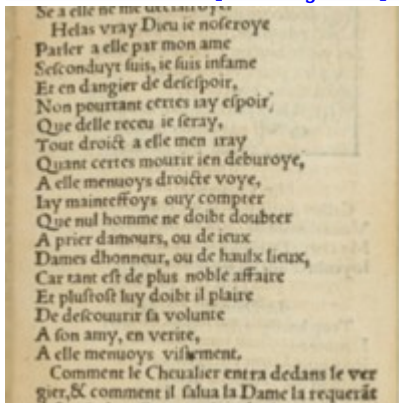 Se a elle ne me
Helas vray Dieu ie noſeroye
Parler a elle par mon ame
Seſconduyt ſuis, ie ſuis infame
Et en dangier de deſeſpoir,
Non pourtant certes iay eſpoir,
Que delle receu ie ſeray,
Tout droict a elle men iray
Quant certes mourir ien deburoye,
A elle menuoys droicte voye,
Iay mainteffoys ouy compter
Que nul homme ne doibt doubter
A prier damours, ou de ieux
Dames dhonneur, ou de haulx lieux,
Car tant eſt de plus noble affaire
Et pluſtoſt luy doibt il plaire
De deſcouurir ſa volunte
A ſon amy, en verite,
A elle menuoys viſtement.
Comment le Cheualier entra dedans le ver
gier,& comment il ſalua la Dame la requerãt